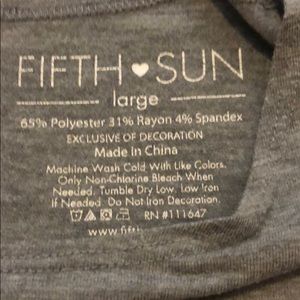 FIFTH♥SUN
large
65% Polyester 31% Rayon 4% Spandex
EXCLUSIVE OF DECORATION
Made in China
Machine Wash Cold With Like Colors.
Only Non-Chlorine Bleach When
Needed. Tumble Dry Low. Low Iron
If Needed. Do Not Iron Decoration.
RN #111647
www.fifth